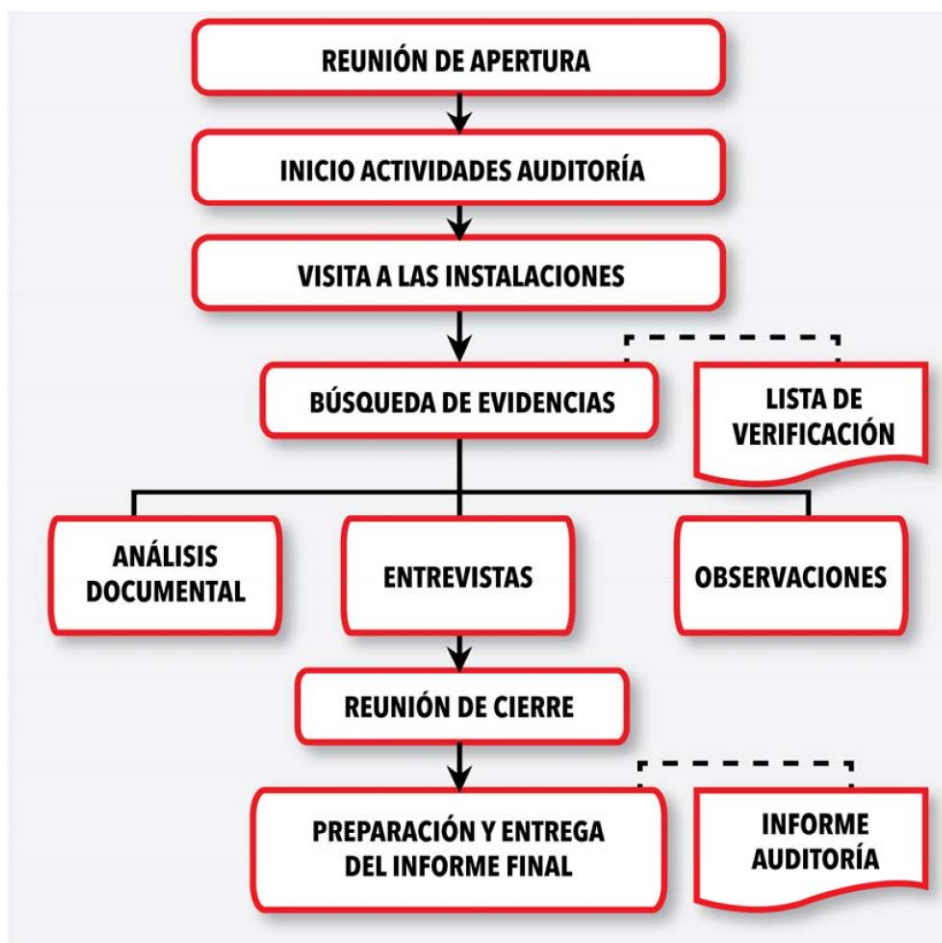 REUNIÓN DE APERTURA
INICIO ACTIVIDADES AUDITORÍA
VISITA A LAS INSTALACIONES
BÚSQUEDA DE EVIDENCIAS
LISTA DE
VERIFICACIÓN
ANÁLISIS
DOCUMENTAL
ENTREVISTAS
OBSERVACIONES
REUNIÓN DE CIERRE
PREPARACIÓN Y ENTREGA
DEL INFORME FINAL
INFORME
AUDITORÍA